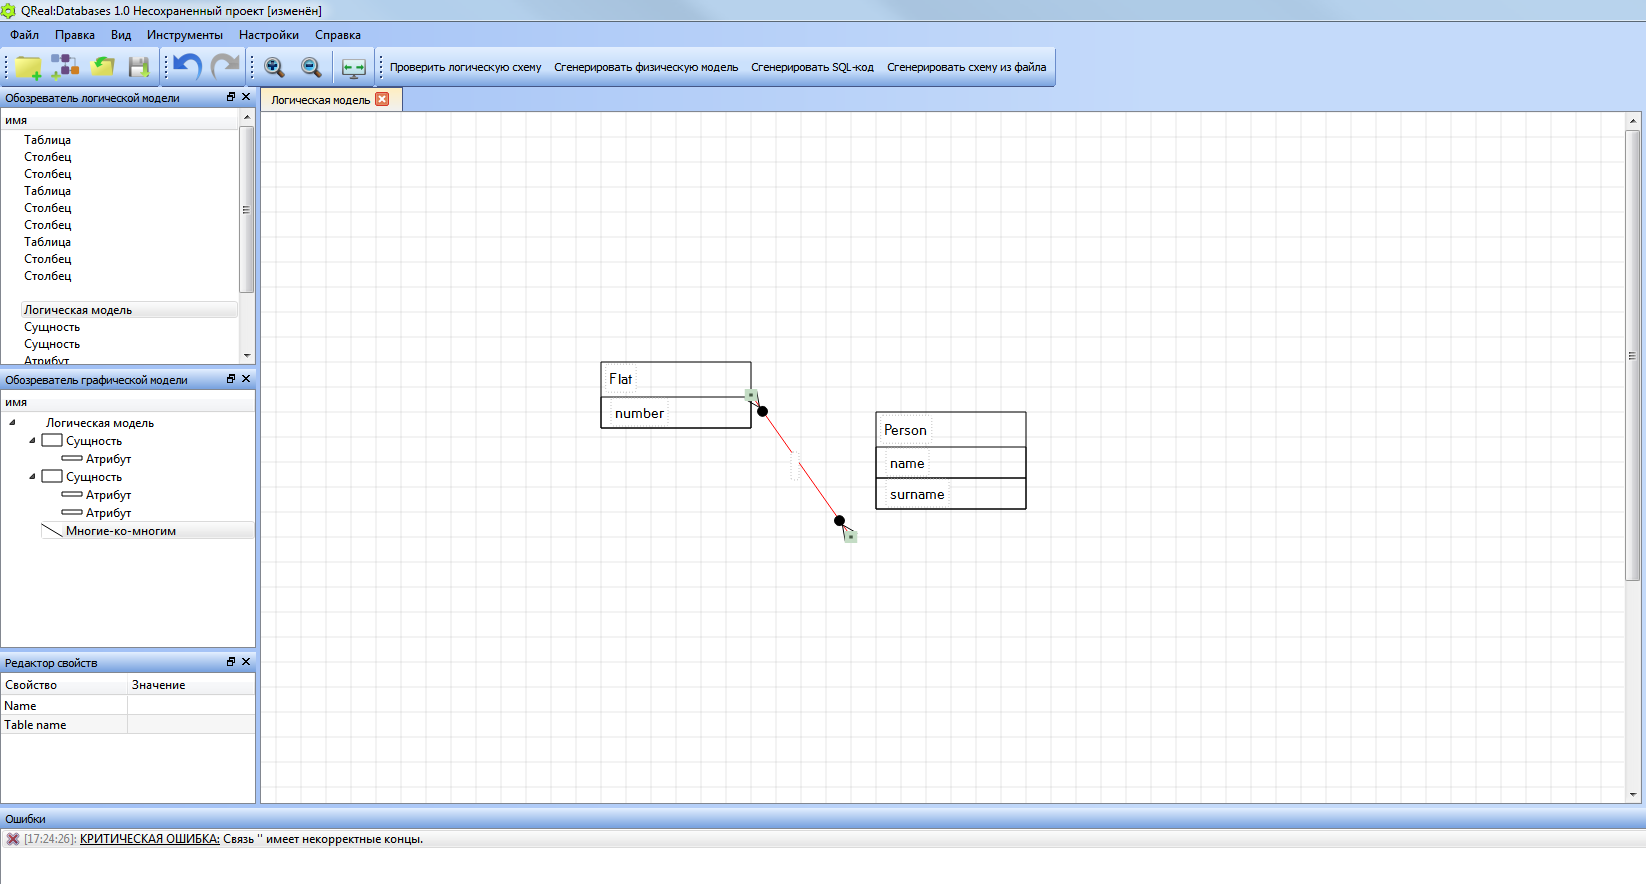 QReal:Databases 1.0 Несохраненный проект [изменён]
Файл Правка Вид Инструменты Настройки Справка
Проверить логическую схему Сгенерировать физическую модель Сгенерировать SQL-код Сгенерировать схему из файла
Обозреватель логической модели
имя
Таблица
Столбец
Столбец
Таблица
Столбец
Столбец
Таблица
Столбец
Столбец
Логическая модель
Сущность
Сущность
Атрибут
Обозреватель графической модели
имя
Логическая модель
Сущность
Атрибут
Сущность
Атрибут
Атрибут
Многие-ко-многим
Редактор свойств
Свойство Значение
Name
Table name
Логическая модель
Flat
number
Person
name
surname
Ошибки
[17:24:26]: КРИТИЧЕСКАЯ ОШИБКА: Связь '' имеет некорректные концы.